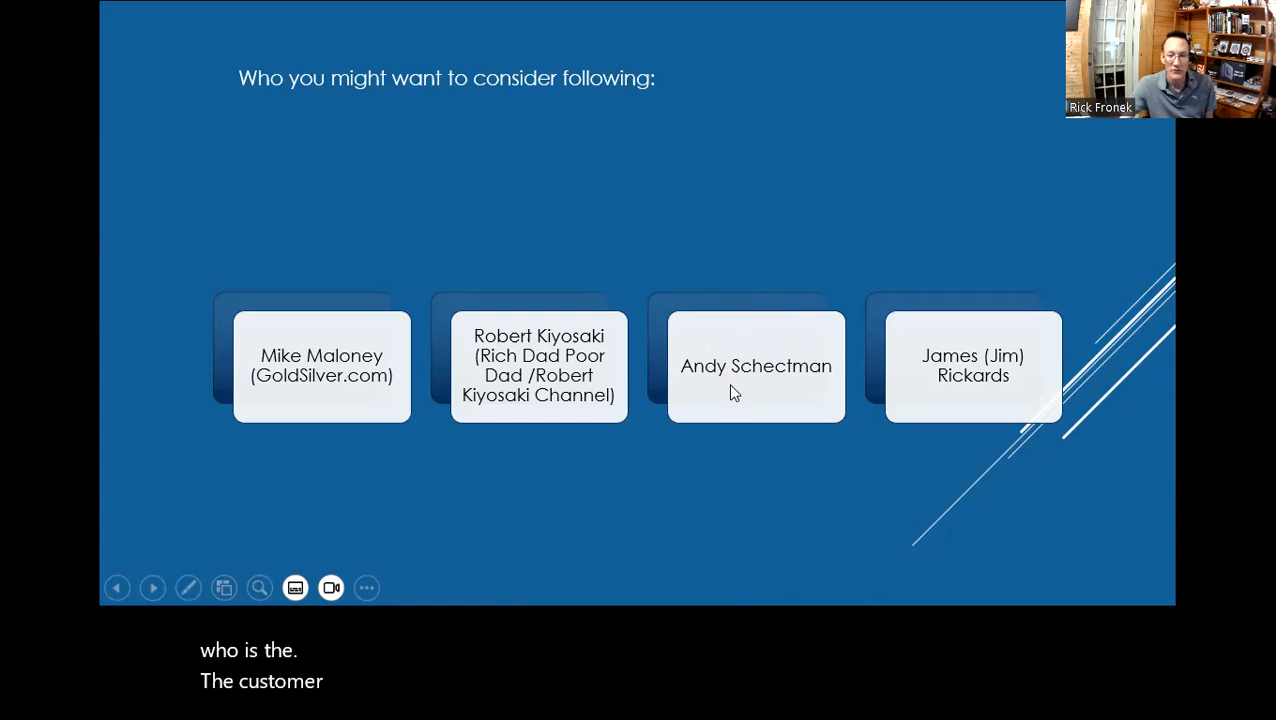 Who you might want to consider following:
Rick Fronek
Mike Maloney
(GoldSilver.com)
Robert Kiyosaki
(Rich Dad Poor
Dad /Robert
Kiyosaki Channel)
Andy Schectman
James (Jim)
Rickards
who is the.
The customer